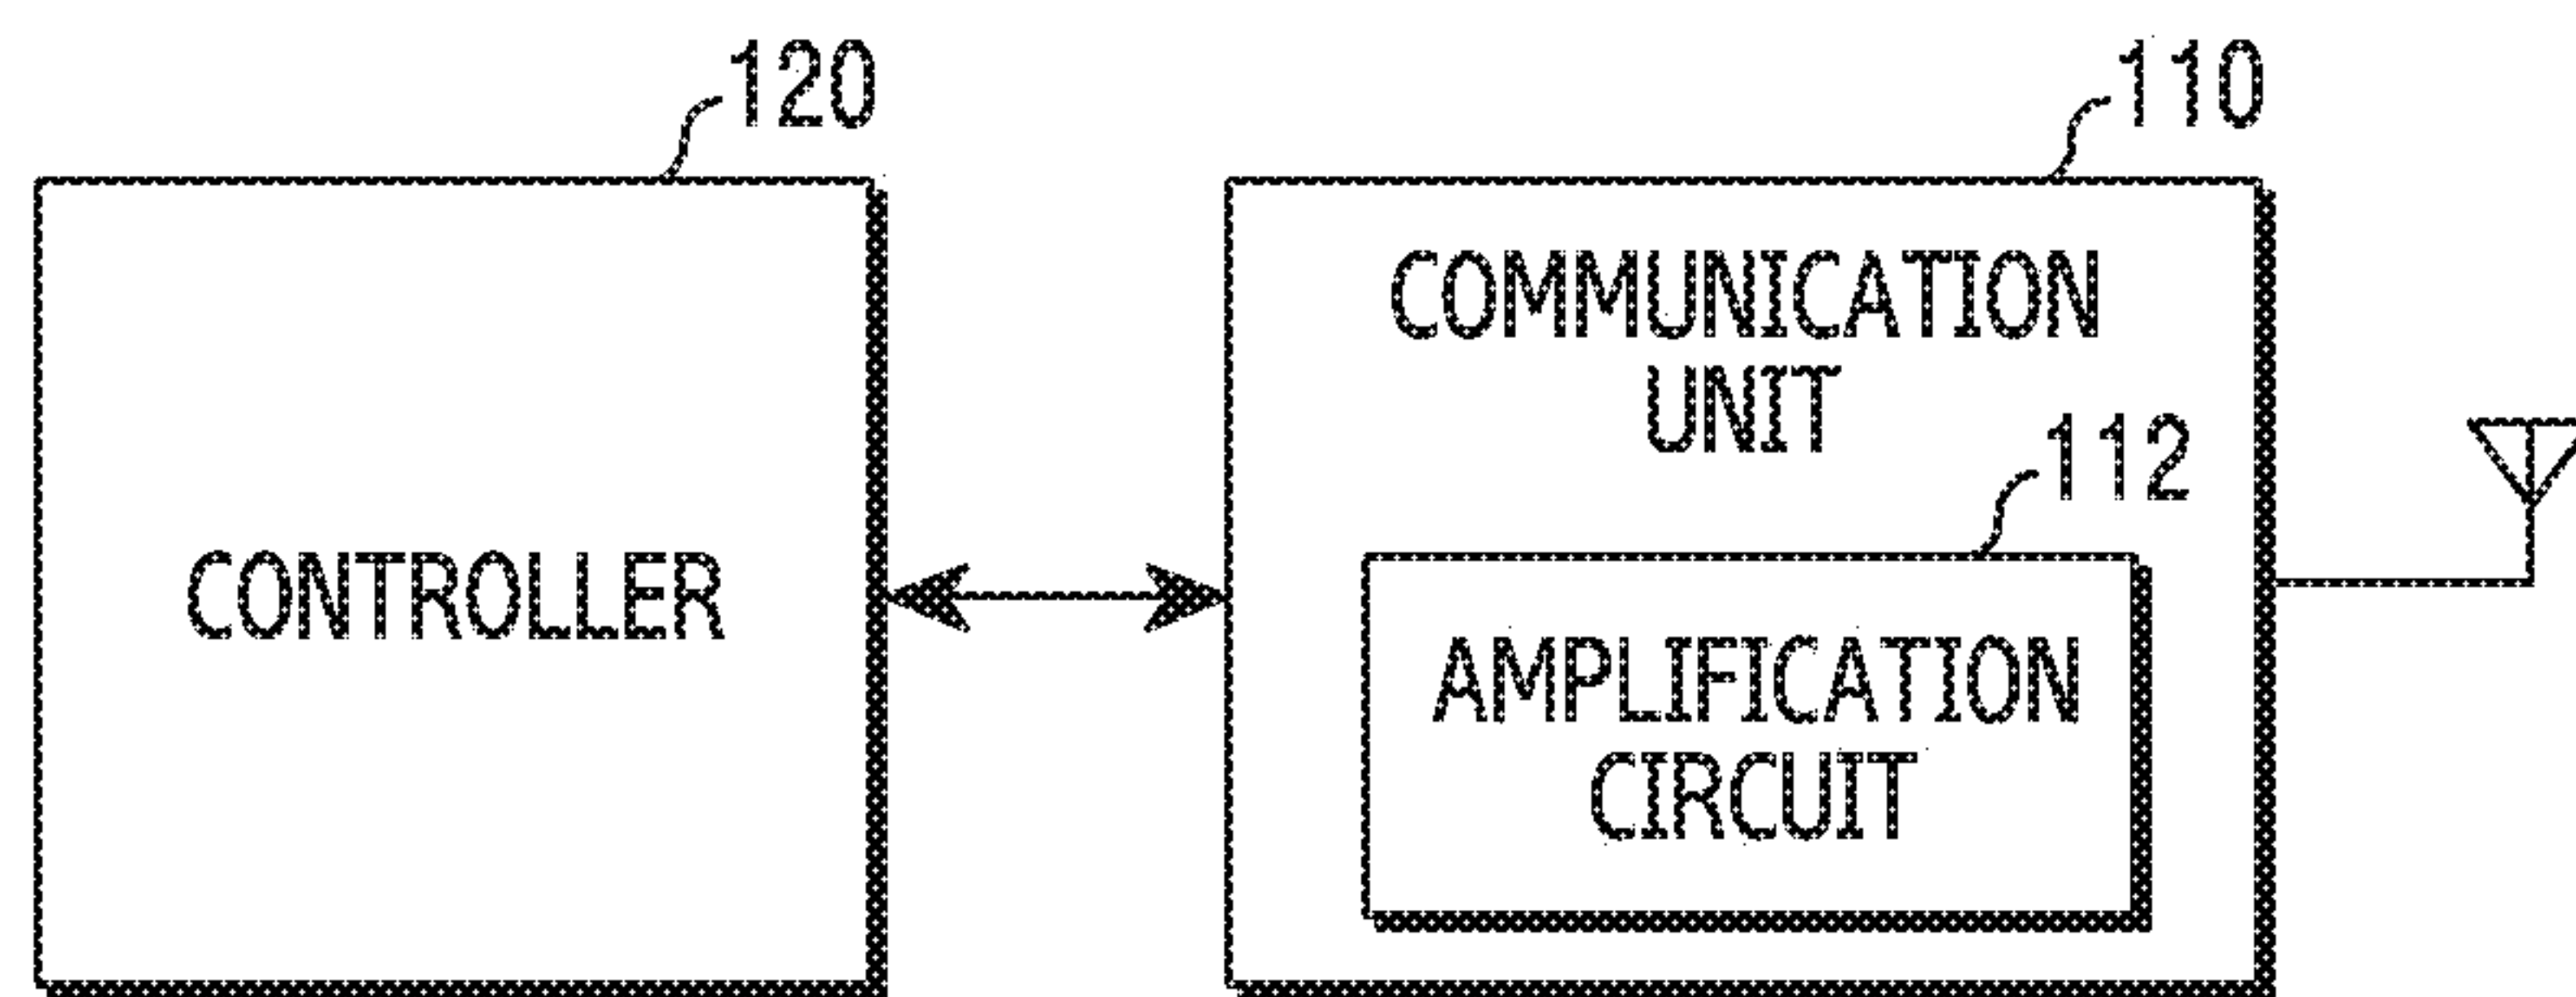 120
110
COMMUNICATION
UNIT
112
CONTROLLER
AMPLIFICATION
CIRCUIT